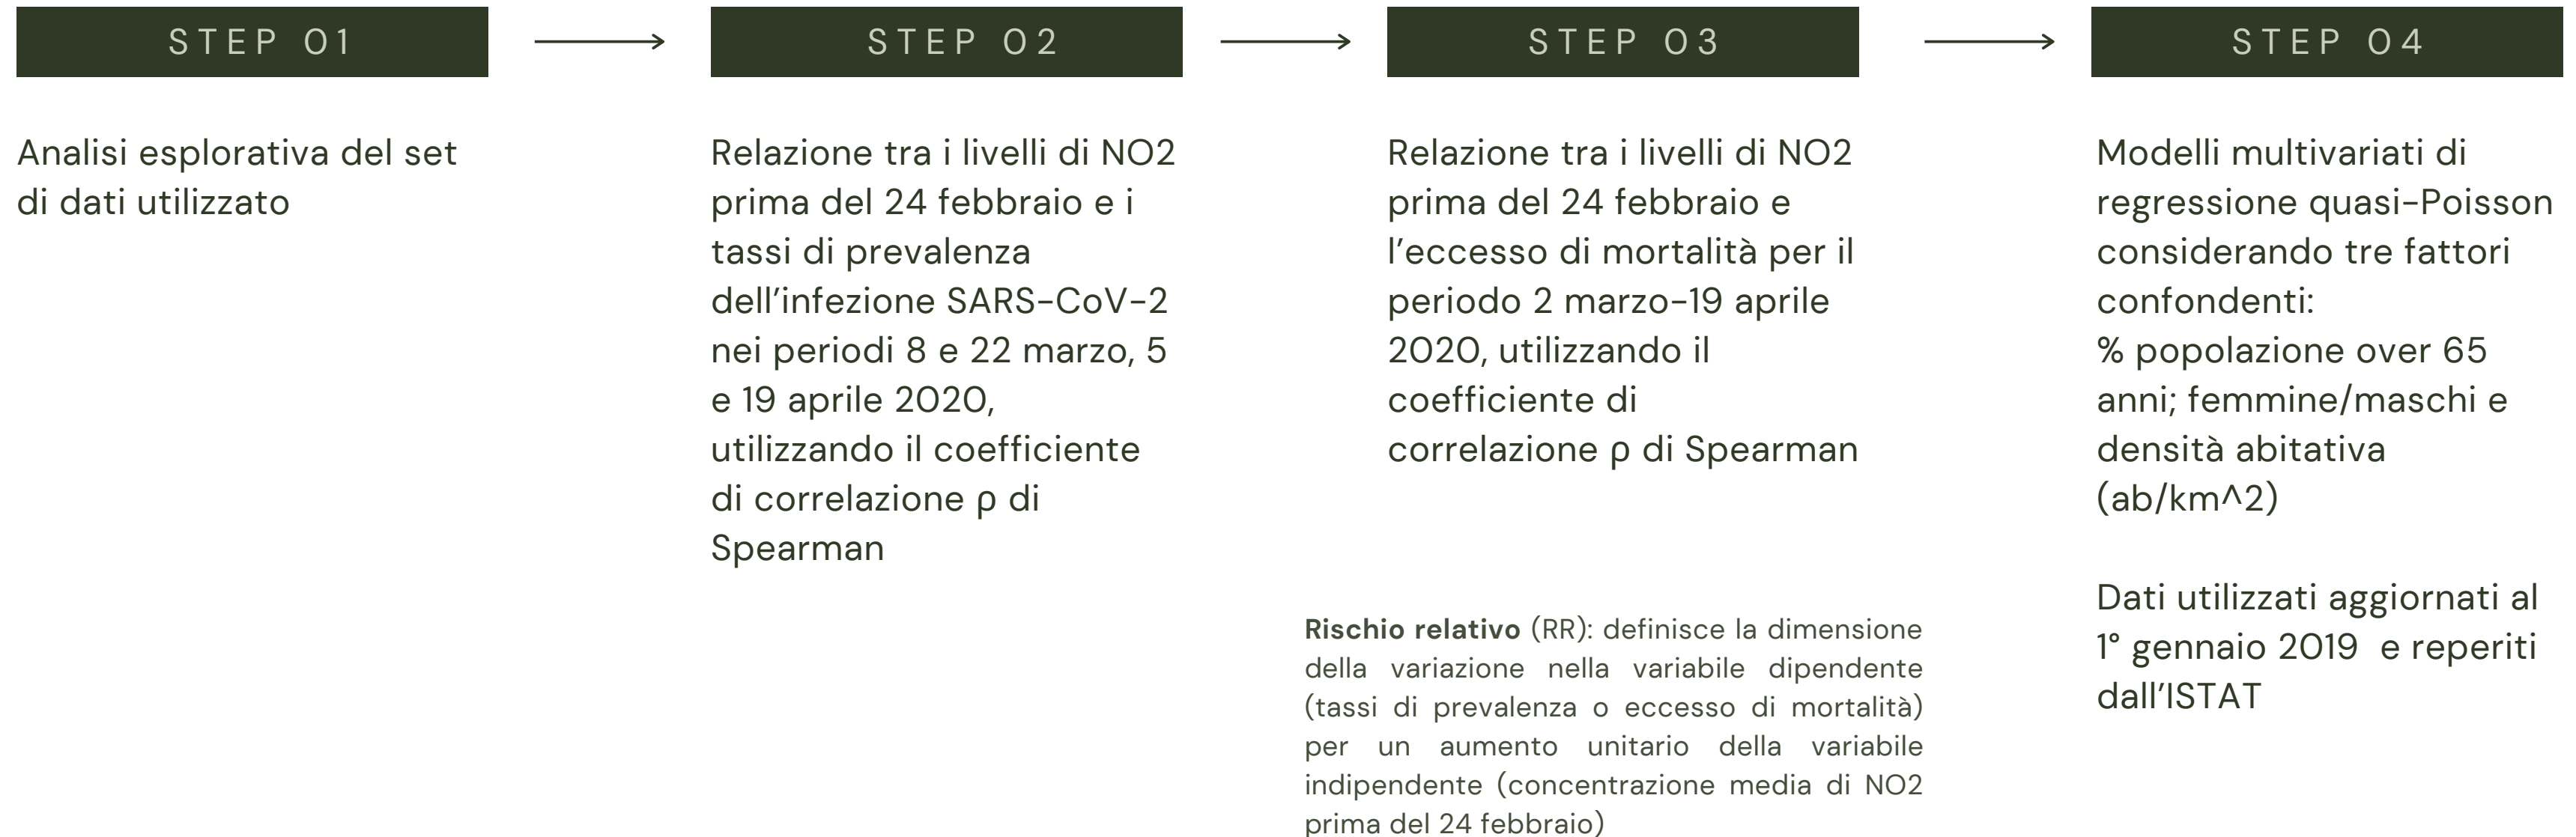 STEP 01
Analisi esplorativa del set
di dati utilizzato
STEP 02
Relazione tra i livelli di NO2
prima del 24 febbraio e i
tassi di prevalenza
dell’infezione SARS-CoV-2
nei periodi 8 e 22 marzo, 5
e 19 aprile 2020,
utilizzando il coefficiente
di correlazione ρ di
Spearman
STEP 03
Relazione tra i livelli di NO2
prima del 24 febbraio e
l’eccesso di mortalità per il
periodo 2 marzo-19 aprile
2020, utilizzando il
coefficiente di
correlazione ρ di Spearman
Rischio relativo (RR): definisce la dimensione
della variazione nella variabile dipendente
(tassi di prevalenza o eccesso di mortalità)
per un aumento unitario della variabile
indipendente (concentrazione media di NO2
prima del 24 febbraio)
STEP 04
Modelli multivariati di
regressione quasi-Poisson
considerando tre fattori
confondenti:
% popolazione over 65
anni; femmine/maschi e
densità abitativa
(ab/km^2)
Dati utilizzati aggiornati al
1° gennaio 2019  e reperiti
dall’ISTAT